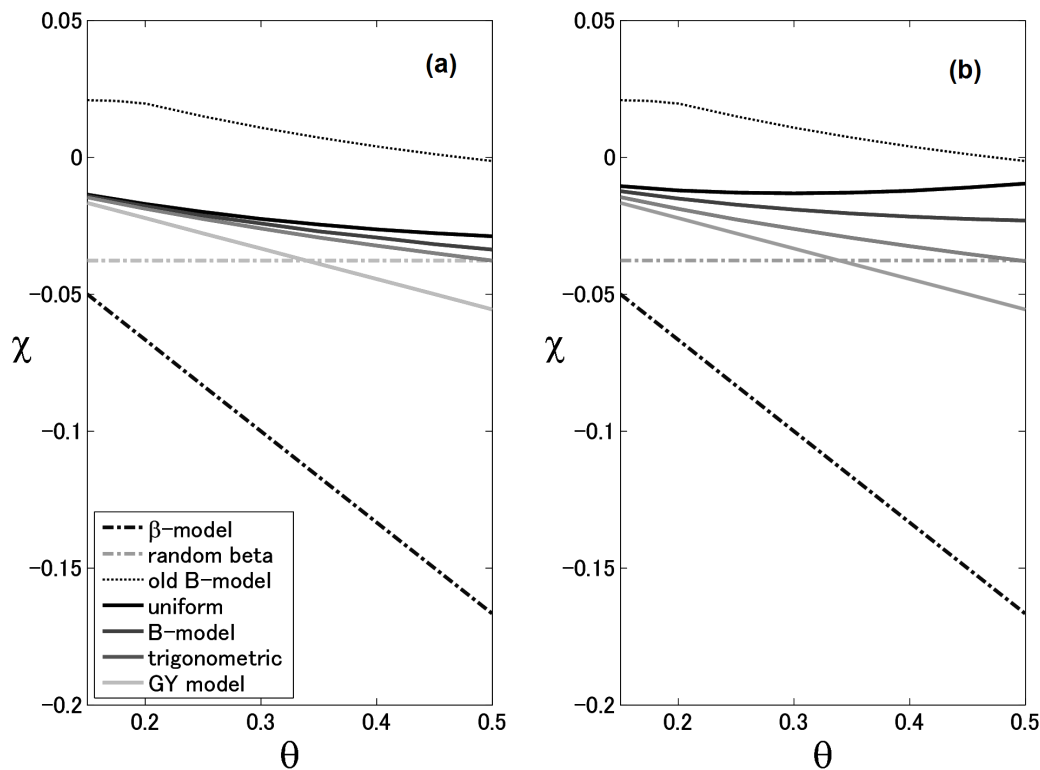 0.05
0
−0.05
−0.1
−0.15
−0.2
χ
(a)
β−model
random beta
old B−model
uniform
B−model
trigonometric
GY model
0.2
0.3
0.4
0.5
θ
0.05
0
−0.05
−0.1
−0.15
−0.2
χ
(b)
0.2
0.3
0.4
0.5
θ